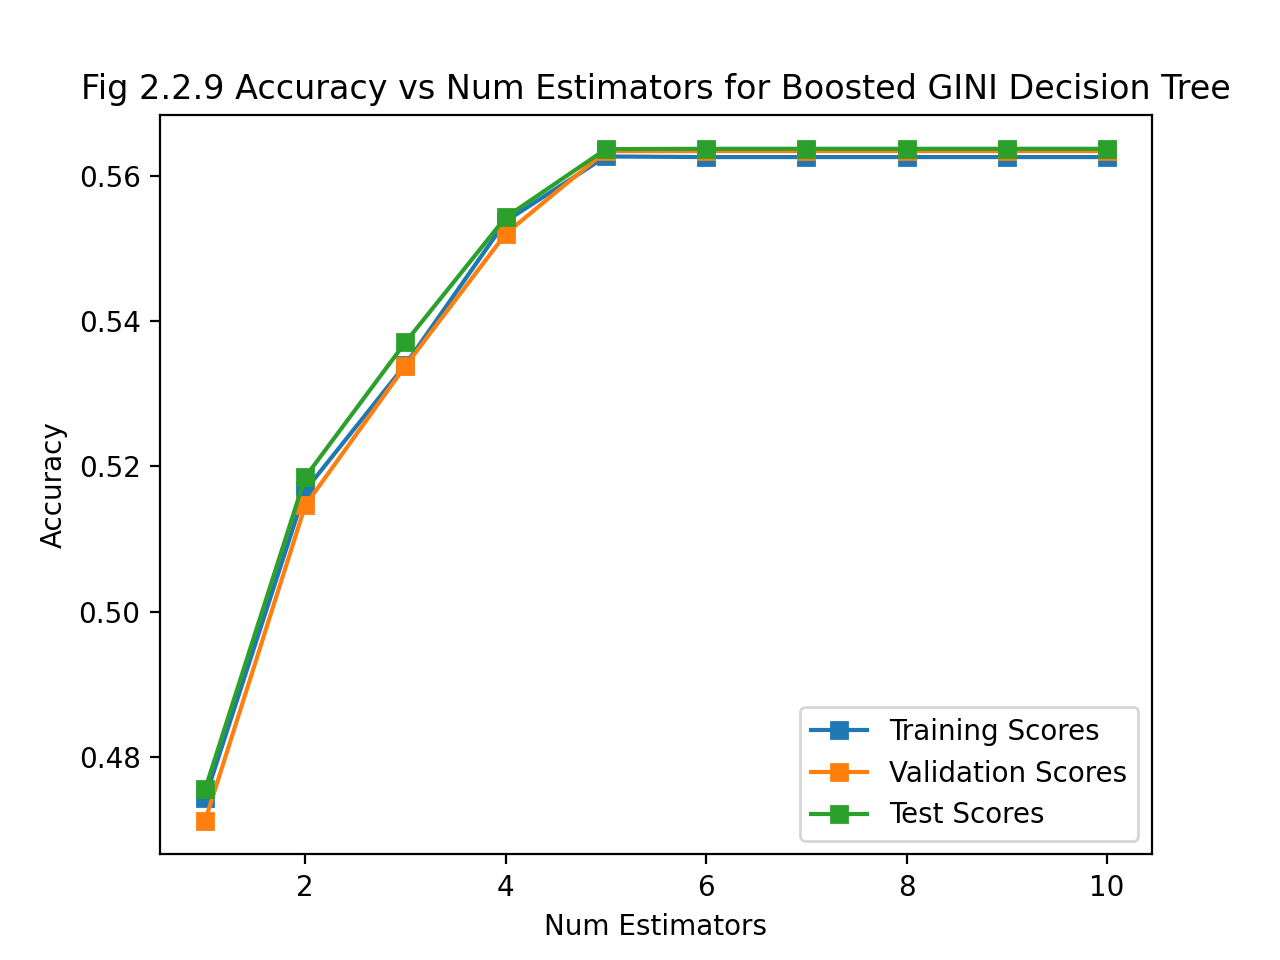 Fig 2.2.9 Accuracy vs Num Estimators for Boosted GINI Decision Tree
0.56
0.54
0.52
0.50
0.48
Accuracy
Training Scores
Validation Scores
Test Scores
2 4 6 8 10
Num Estimators